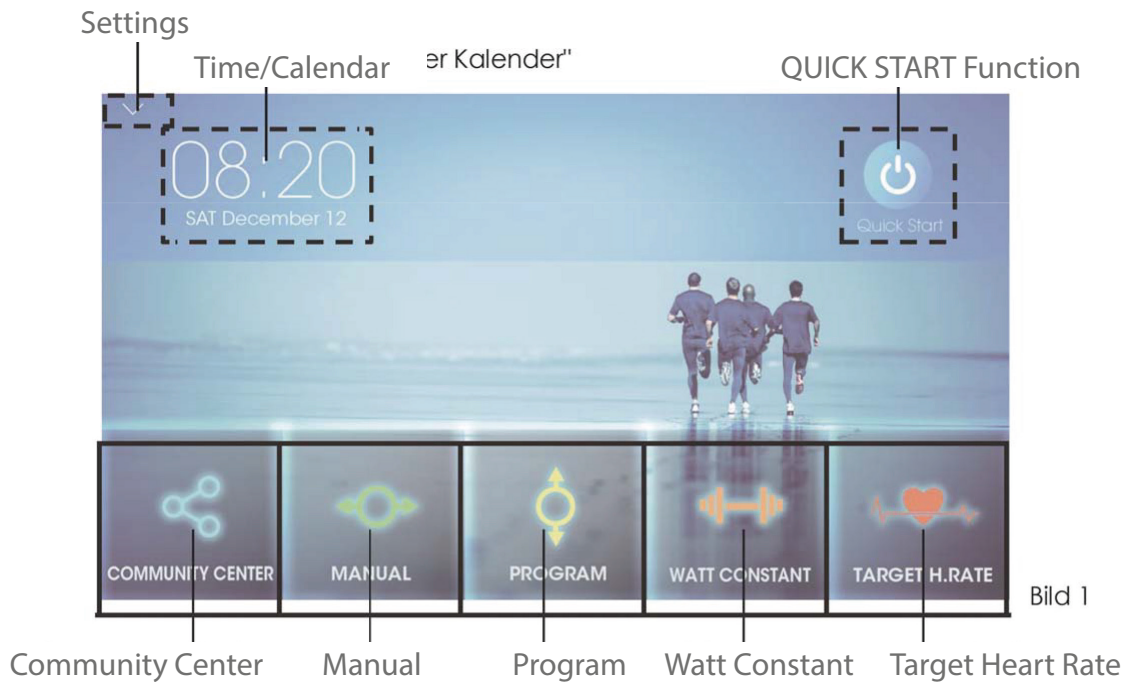 Settings
Time/Calendar
er Kalender"
QUICK START Function
08:20
SAT December 12
Quick Start
COMMUNITY CENTER
MANUAL
PROGRAM
WATT CONSTANT
TARGET H.RATE
Bild 1
Community Center
Manual
Program
Watt Constant
Target Heart Rate